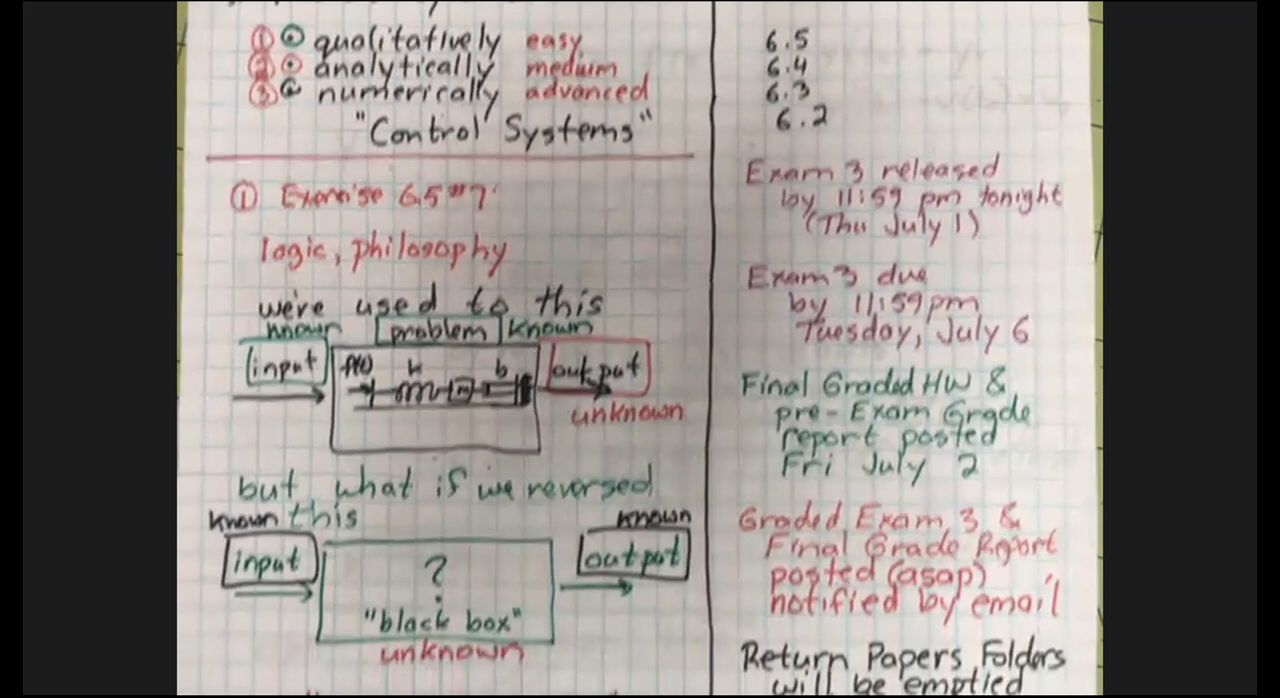 ① qualitatively easy
② analytically medium
③ numerically advanced
"Control Systems"
① Exercise 6.5 #7
logic, philosophy
we're used to this
known problem known
input f(t) k m b output
unknown
but what if we reversed
known this known
input ? output
"black box"
unknown
6.5
6.4
6.3
6.2
Exam 3 released
by 11:59 pm tonight
(Thu July 1)
Exam 3 due
by 11:59pm
Tuesday, July 6
Final Graded HW &
pre-Exam Grade
report posted
Fri July 2
Graded Exam 3 &
Final Grade Report
posted (asap)
notified by email
Return Papers Folders
will be emptied